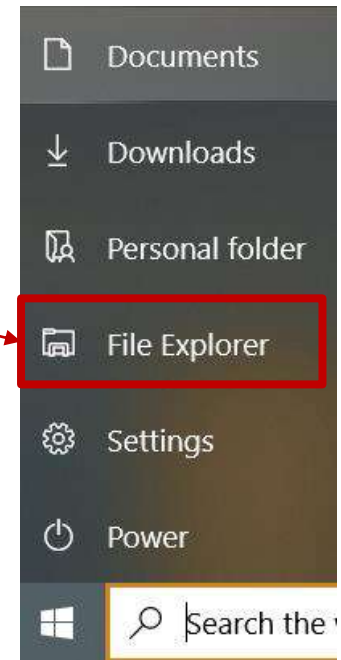 Documents
Downloads
Personal folder
File Explorer
Settings
Power
Search the